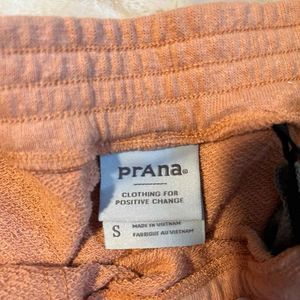 prAna®
CLOTHING FOR
POSITIVE CHANGE
S
MADE IN VIETNAM
FABRIQUÉ AU VIETNAM